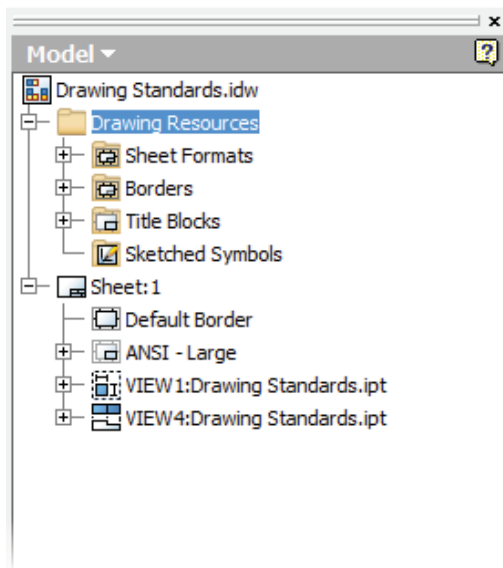 Model
Drawing Standards.idw
Drawing Resources
Sheet Formats
Borders
Title Blocks
Sketched Symbols
Sheet:1
Default Border
ANSI - Large
VIEW1:Drawing Standards.ipt
VIEW4:Drawing Standards.ipt